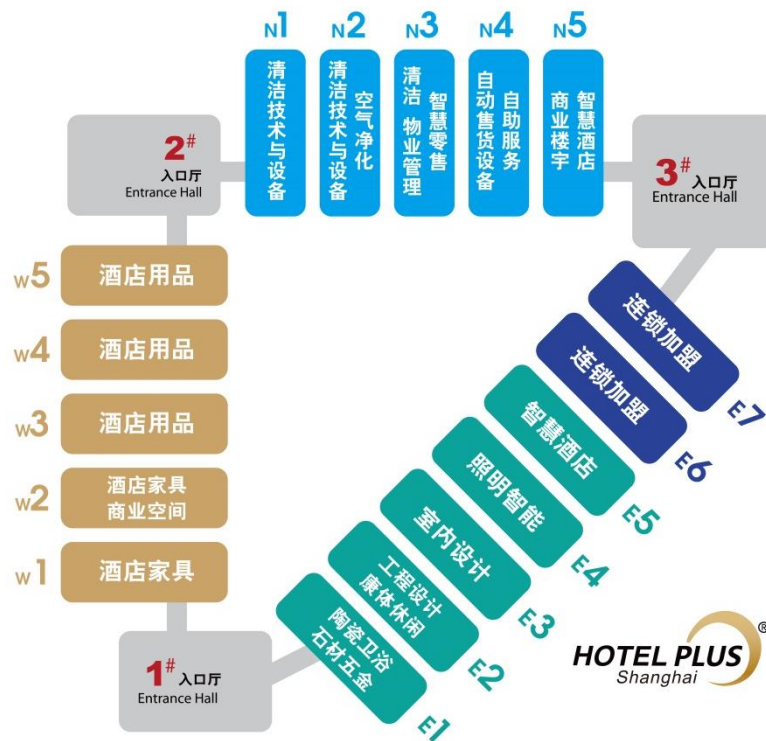 N1
N2
N3
N4
N5
清洁技术与设备
清洁技术与设备
空气净化
清洁 物业管理
智慧零售
自动售货设备
自助服务
商业楼宇
智慧酒店
2#
入口厅
Entrance Hall
3#
入口厅
Entrance Hall
W5
酒店用品
W4
酒店用品
W3
酒店用品
W2
酒店家具
商业空间
W1
酒店家具
1#
入口厅
Entrance Hall
连锁加盟
E7
连锁加盟
E6
智慧酒店
E5
照明智能
E4
室内设计
E3
工程设计
康体休闲
E2
陶瓷卫浴
石材五金
E1
HOTEL PLUS®
Shanghai